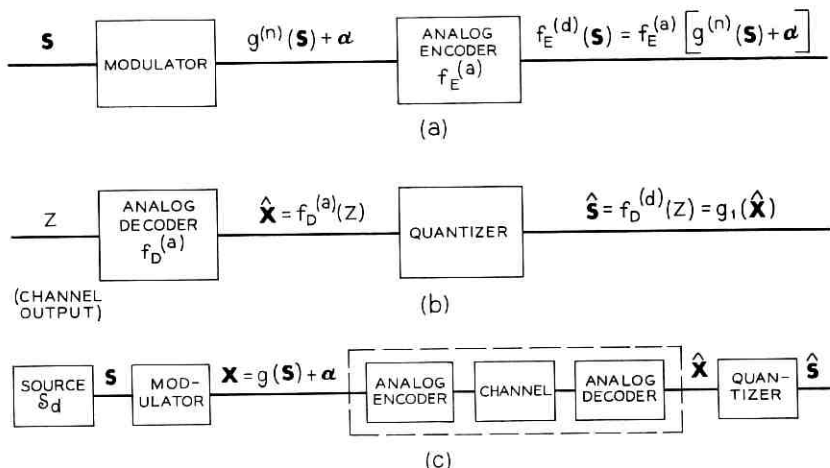 S
MODULATOR
g^(n)(S) + α
ANALOG
ENCODER
f_E^(a)
f_E^(d)(S) = f_E^(a)[g^(n)(S) + α]
(a)
Z
(CHANNEL
OUTPUT)
ANALOG
DECODER
f_D^(a)
X̂ = f_D^(a)(Z)
QUANTIZER
Ŝ = f_D^(d)(Z) = g₁(X̂)
(b)
SOURCE
𝒮_d
S
MOD-
ULATOR
X = g(S) + α
ANALOG
ENCODER
CHANNEL
ANALOG
DECODER
X̂
QUAN-
TIZER
Ŝ
(c)